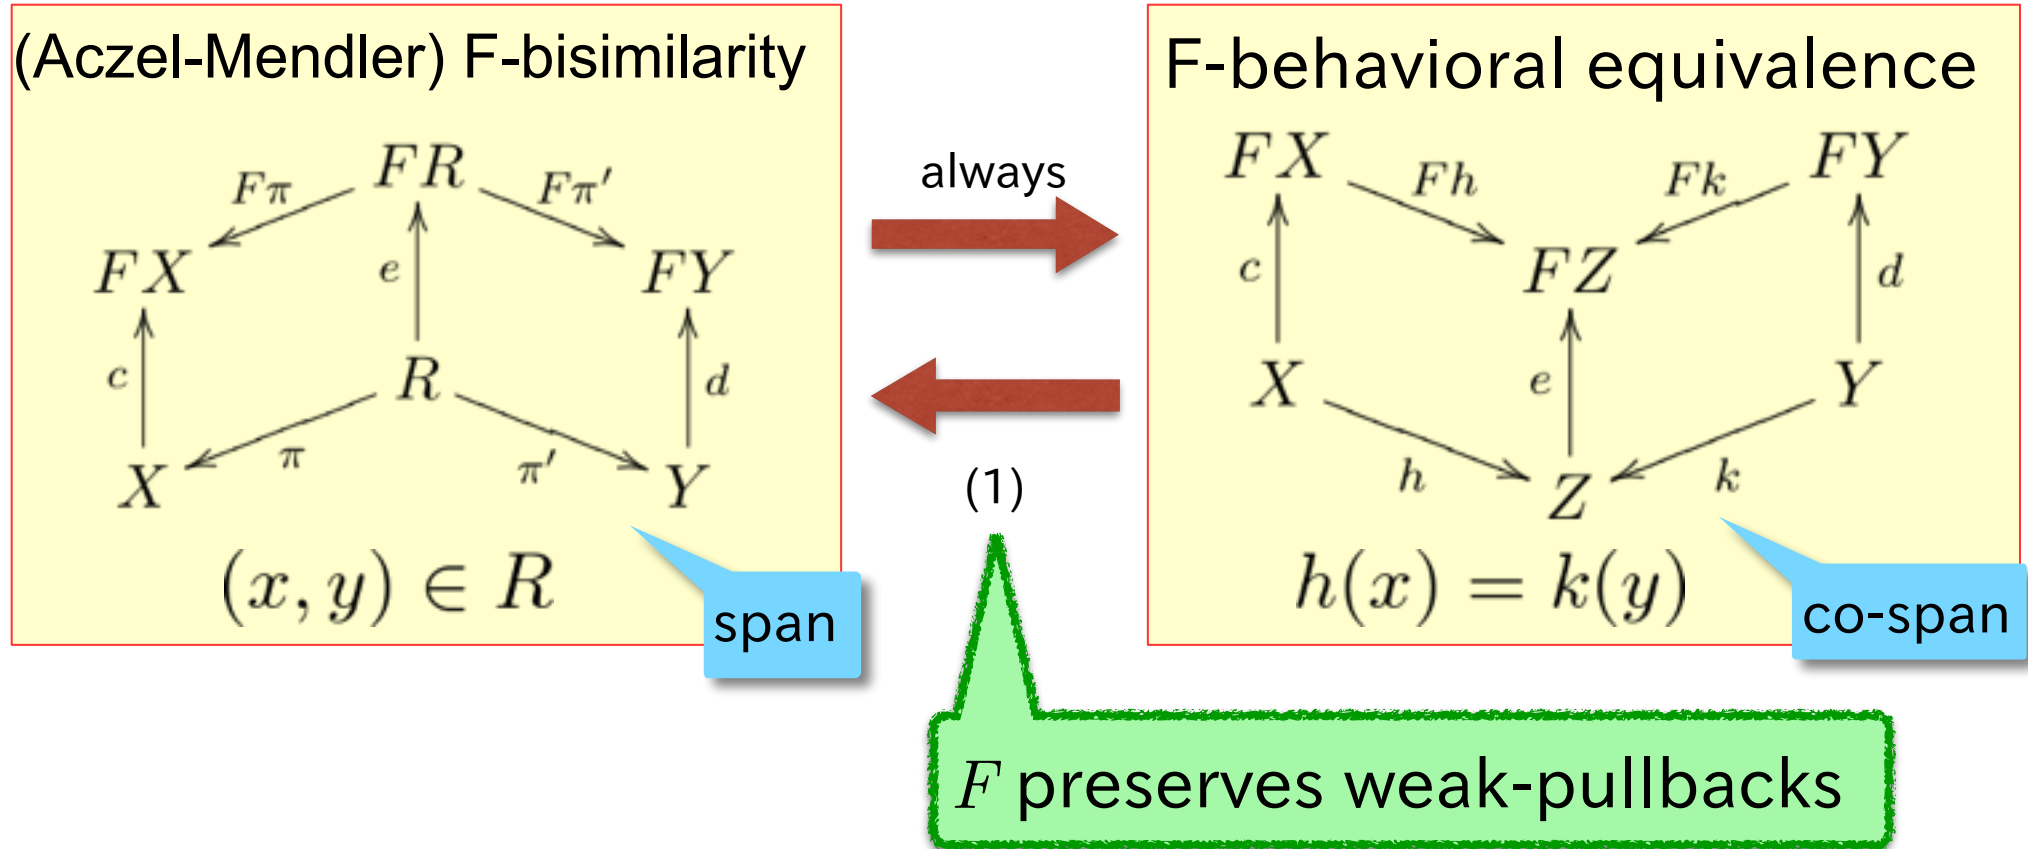 (Aczel-Mendler) F-bisimilarity
FR
Fπ
Fπ′
FX
e
FY
c
R
d
π
π′
X
Y
(x, y) ∈ R
span
always
(1)
F-behavioral equivalence
FX
FY
Fh
Fk
c
FZ
d
X
e
Y
h
k
Z
h(x) = k(y)
co-span
F preserves weak-pullbacks